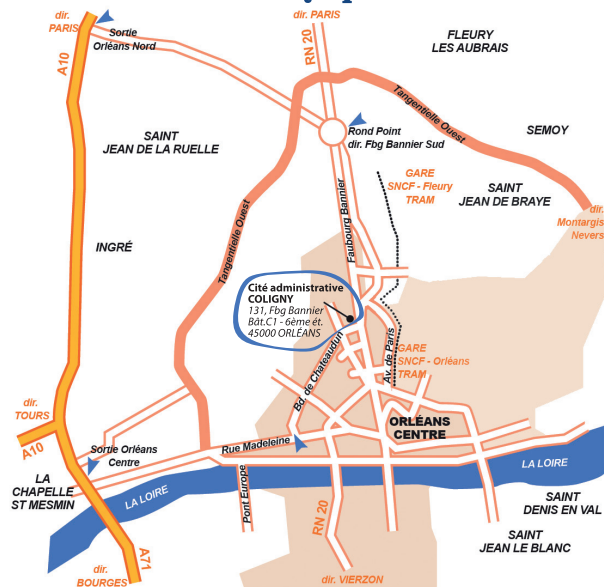 dir.
PARIS
dir. PARIS
Sortie
Orléans Nord
A10
RN 20
FLEURY
LES AUBRAIS
Tangentielle Ouest
SEMOY
Rond Point
dir. Fbg Bannier Sud
SAINT
JEAN DE LA RUELLE
GARE
SNCF - Fleury
TRAM
SAINT
JEAN DE BRAYE
dir.
Montargis
Nevers
Faubourg Bannier
Tangentielle Ouest
INGRÉ
Cité administrative
COLIGNY
131, Fbg Bannier
Bât.C1 - 6ème ét.
45000 ORLÉANS
Bd. de Chateaudun
Av. de Paris
GARE
SNCF - Orléans
TRAM
dir.
TOURS
A10
ORLÉANS
CENTRE
Rue Madeleine
Sortie Orléans
Centre
LA LOIRE
LA
CHAPELLE
ST MESMIN
LA LOIRE
Pont Europe
SAINT
DENIS EN VAL
RN 20
SAINT
JEAN LE BLANC
A71
dir.
BOURGES
dir. VIERZON